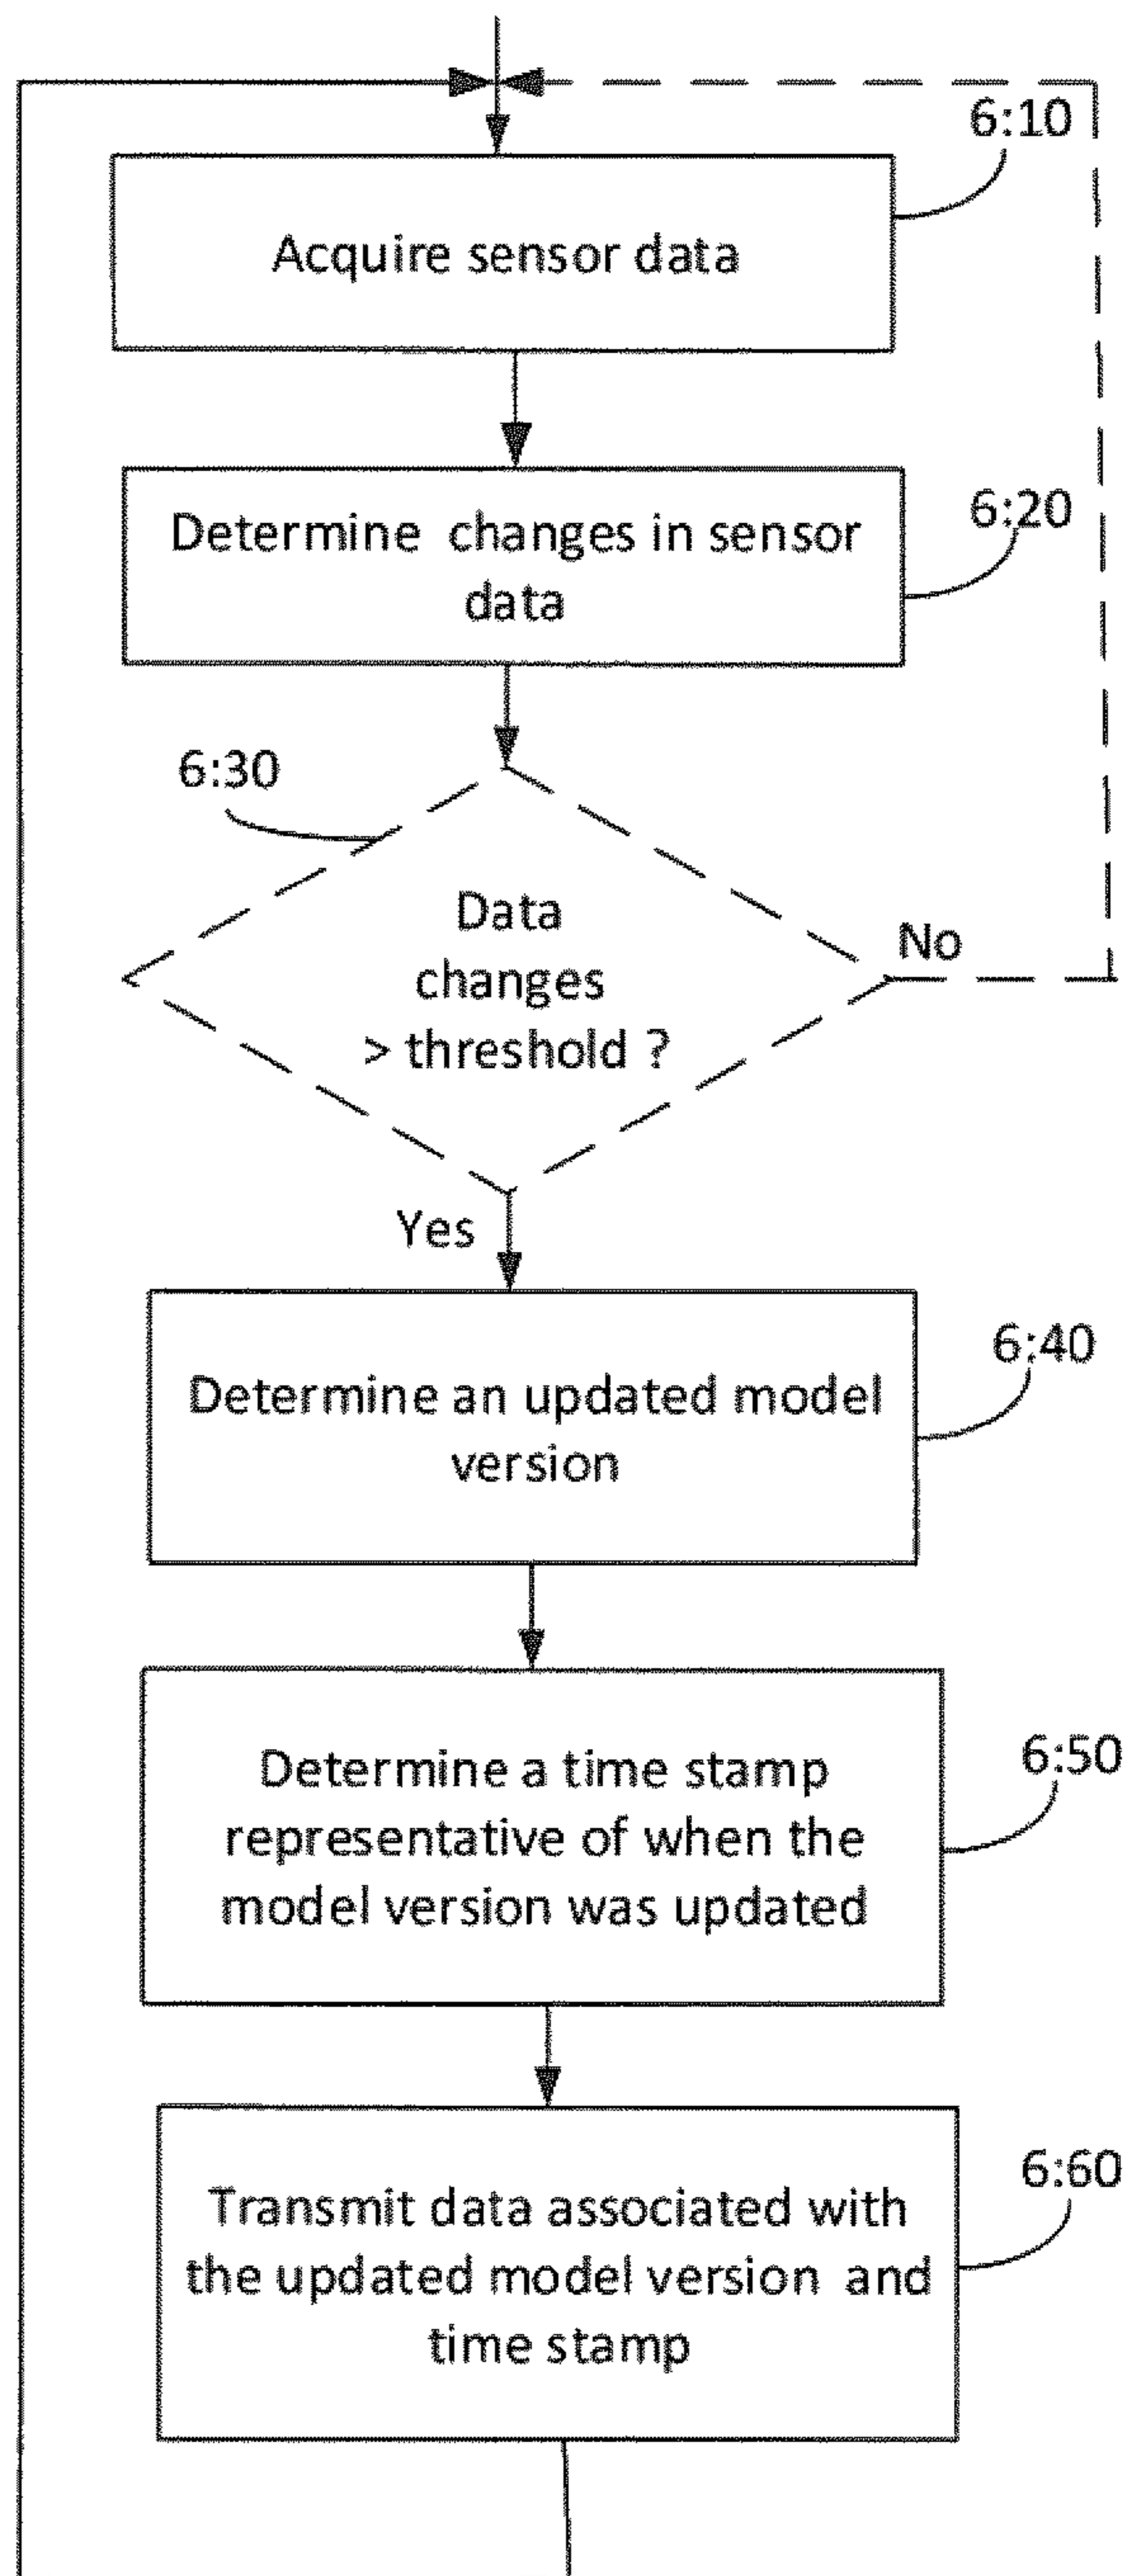 6:10
Acquire sensor data
6:20
Determine changes in sensor
data
6:30
Data
changes
> threshold ?
No
Yes
6:40
Determine an updated model
version
6:50
Determine a time stamp
representative of when the
model version was updated
6:60
Transmit data associated with
the updated model version and
time stamp